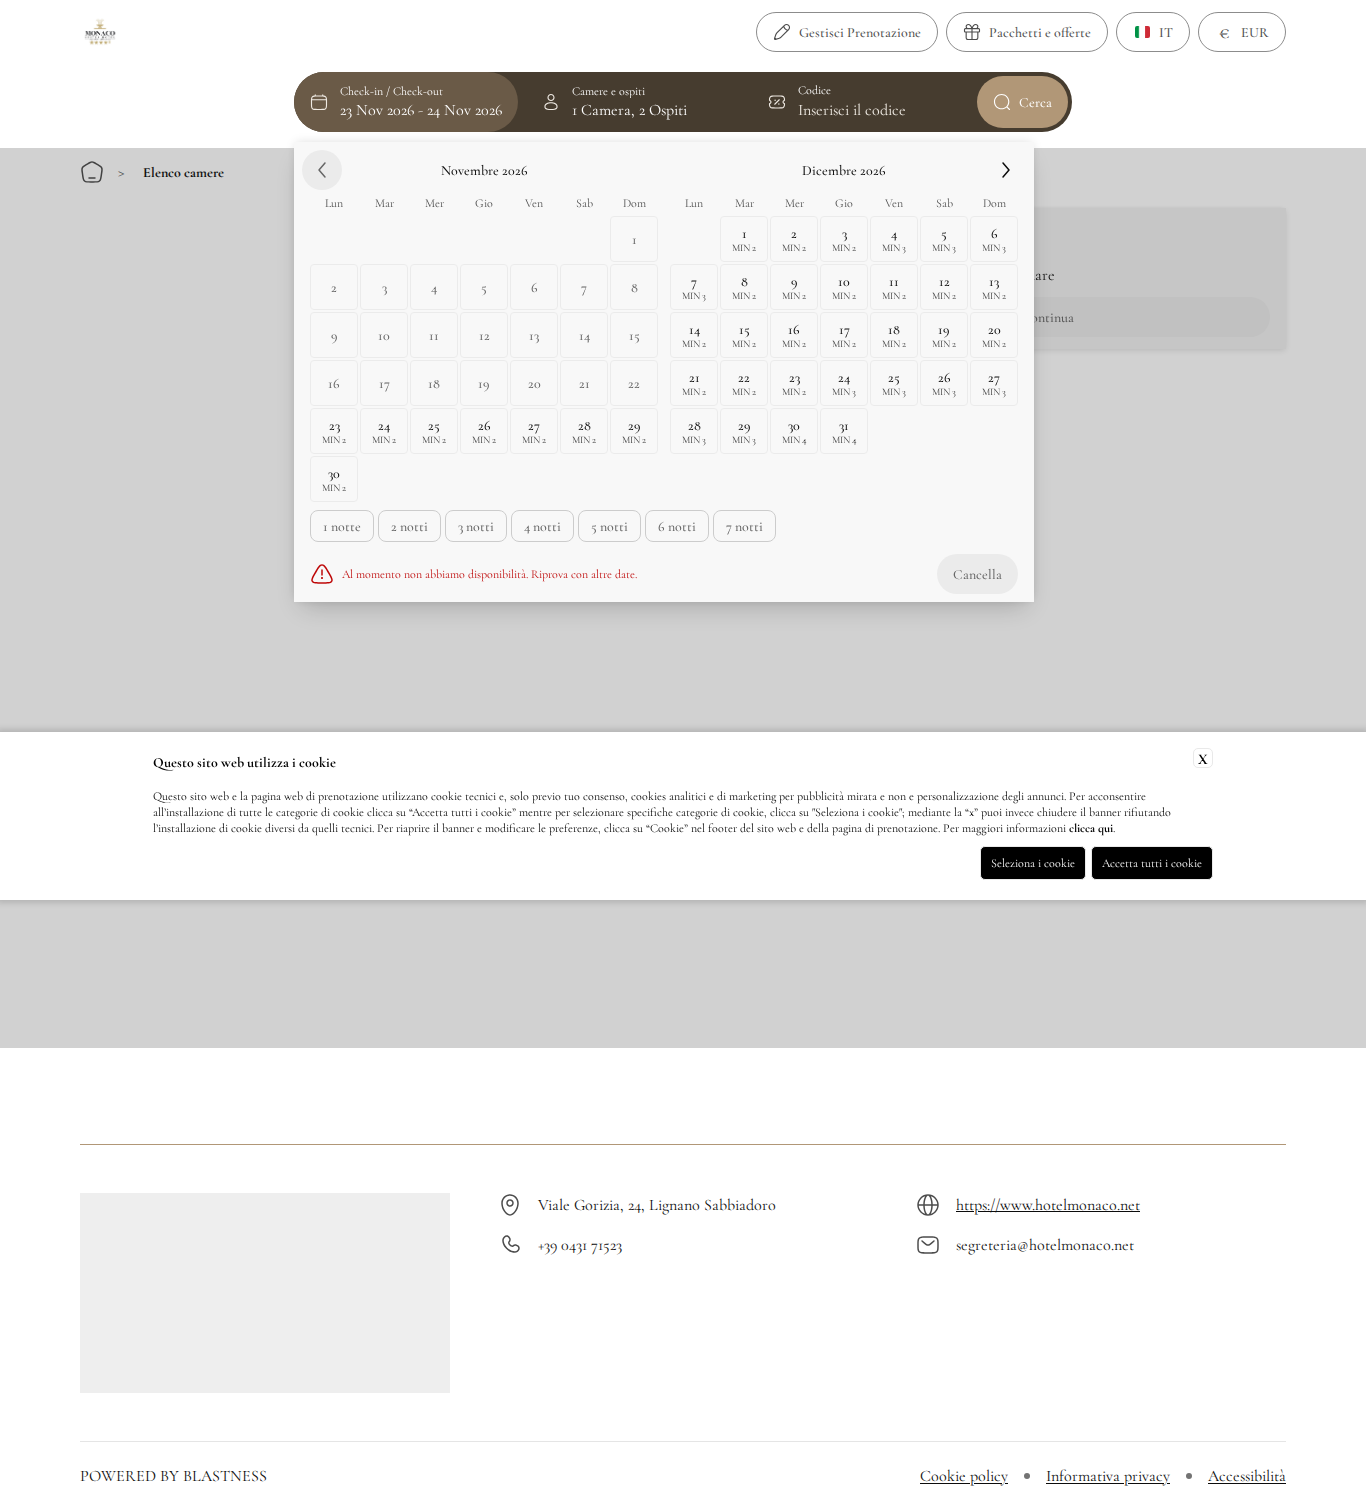 MONACO
Gestisci Prenotazione
Pacchetti e offerte
IT
€ EUR
Check-in / Check-out
23 Nov 2026 - 24 Nov 2026
Camere e ospiti
1 Camera, 2 Ospiti
Codice
Inserisci il codice
Cerca
> Elenco camere
Novembre 2026
Lun Mar Mer Gio Ven Sab Dom
1
2 3 4 5 6 7 8
9 10 11 12 13 14 15
16 17 18 19 20 21 22
23 24 25 26 27 28 29
MIN 2 MIN 2 MIN 2 MIN 2 MIN 2 MIN 2 MIN 2
30
MIN 2
Dicembre 2026
Lun Mar Mer Gio Ven Sab Dom
1 2 3 4 5 6
MIN 2 MIN 2 MIN 2 MIN 3 MIN 3 MIN 3
7 8 9 10 11 12 13
MIN 3 MIN 2 MIN 2 MIN 2 MIN 2 MIN 2 MIN 2
14 15 16 17 18 19 20
MIN 2 MIN 2 MIN 2 MIN 2 MIN 2 MIN 2 MIN 2
21 22 23 24 25 26 27
MIN 2 MIN 2 MIN 2 MIN 3 MIN 3 MIN 3 MIN 3
28 29 30 31
MIN 3 MIN 3 MIN 4 MIN 4
1 notte 2 notti 3 notti 4 notti 5 notti 6 notti 7 notti
Al momento non abbiamo disponibilità. Riprova con altre date.
Cancella
are
ontinua
Questo sito web utilizza i cookie
X
Questo sito web e la pagina web di prenotazione utilizzano cookie tecnici e, solo previo tuo consenso, cookies analitici e di marketing per pubblicità mirata e non e personalizzazione degli annunci. Per acconsentire
all'installazione di tutte le categorie di cookie clicca su “Accetta tutti i cookie” mentre per selezionare specifiche categorie di cookie, clicca su "Seleziona i cookie"; mediante la “x” puoi invece chiudere il banner rifiutando
l'installazione di cookie diversi da quelli tecnici. Per riaprire il banner e modificare le preferenze, clicca su “Cookie” nel footer del sito web e della pagina di prenotazione. Per maggiori informazioni clicca qui.
Seleziona i cookie
Accetta tutti i cookie
Viale Gorizia, 24, Lignano Sabbiadoro
+39 0431 71523
https://www.hotelmonaco.net
segreteria@hotelmonaco.net
POWERED BY BLASTNESS
Cookie policy
Informativa privacy
Accessibilità